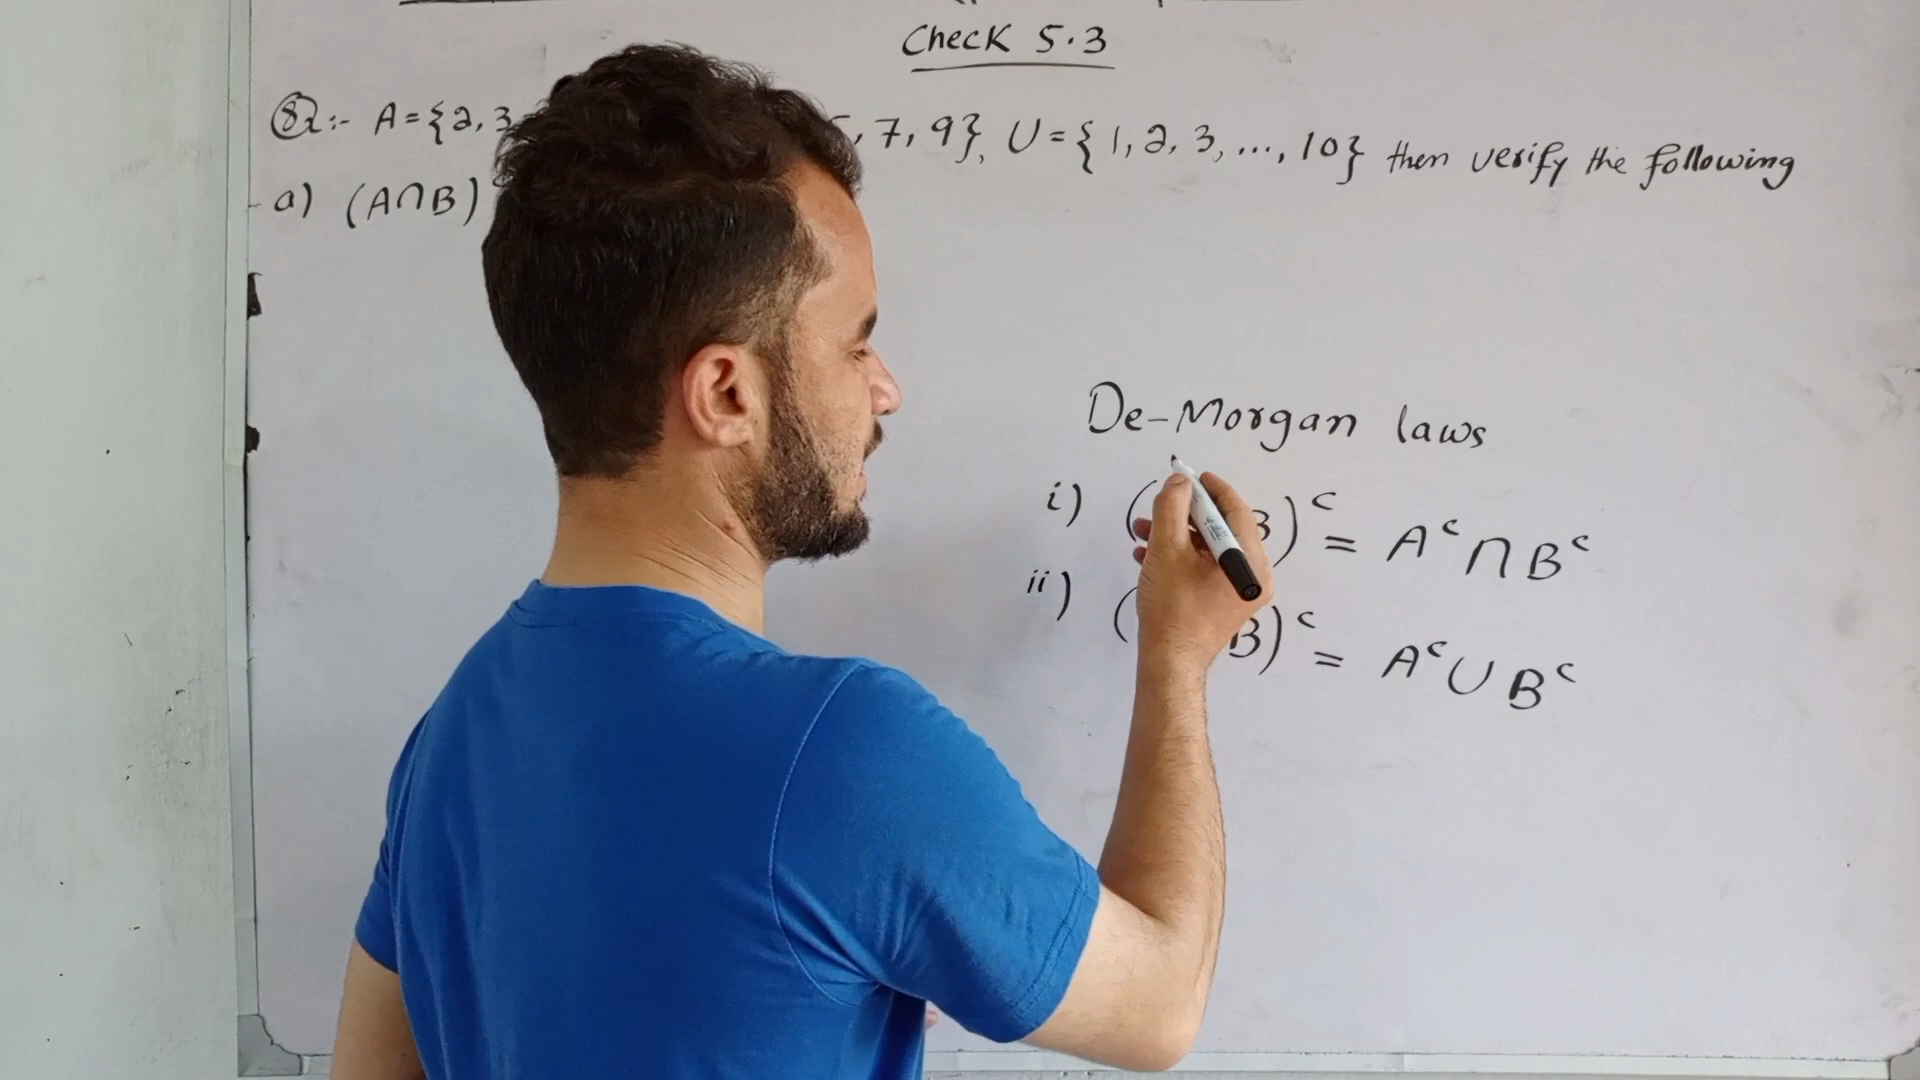 Check 5.3
Q2:- A={2,3 , 7, 9}, U={1, 2, 3, ..., 10} then verify the following
a) (A∩B)
De-Morgan laws
i) ( B)ᶜ = Aᶜ∩Bᶜ
ii) ( B)ᶜ = Aᶜ∪Bᶜ